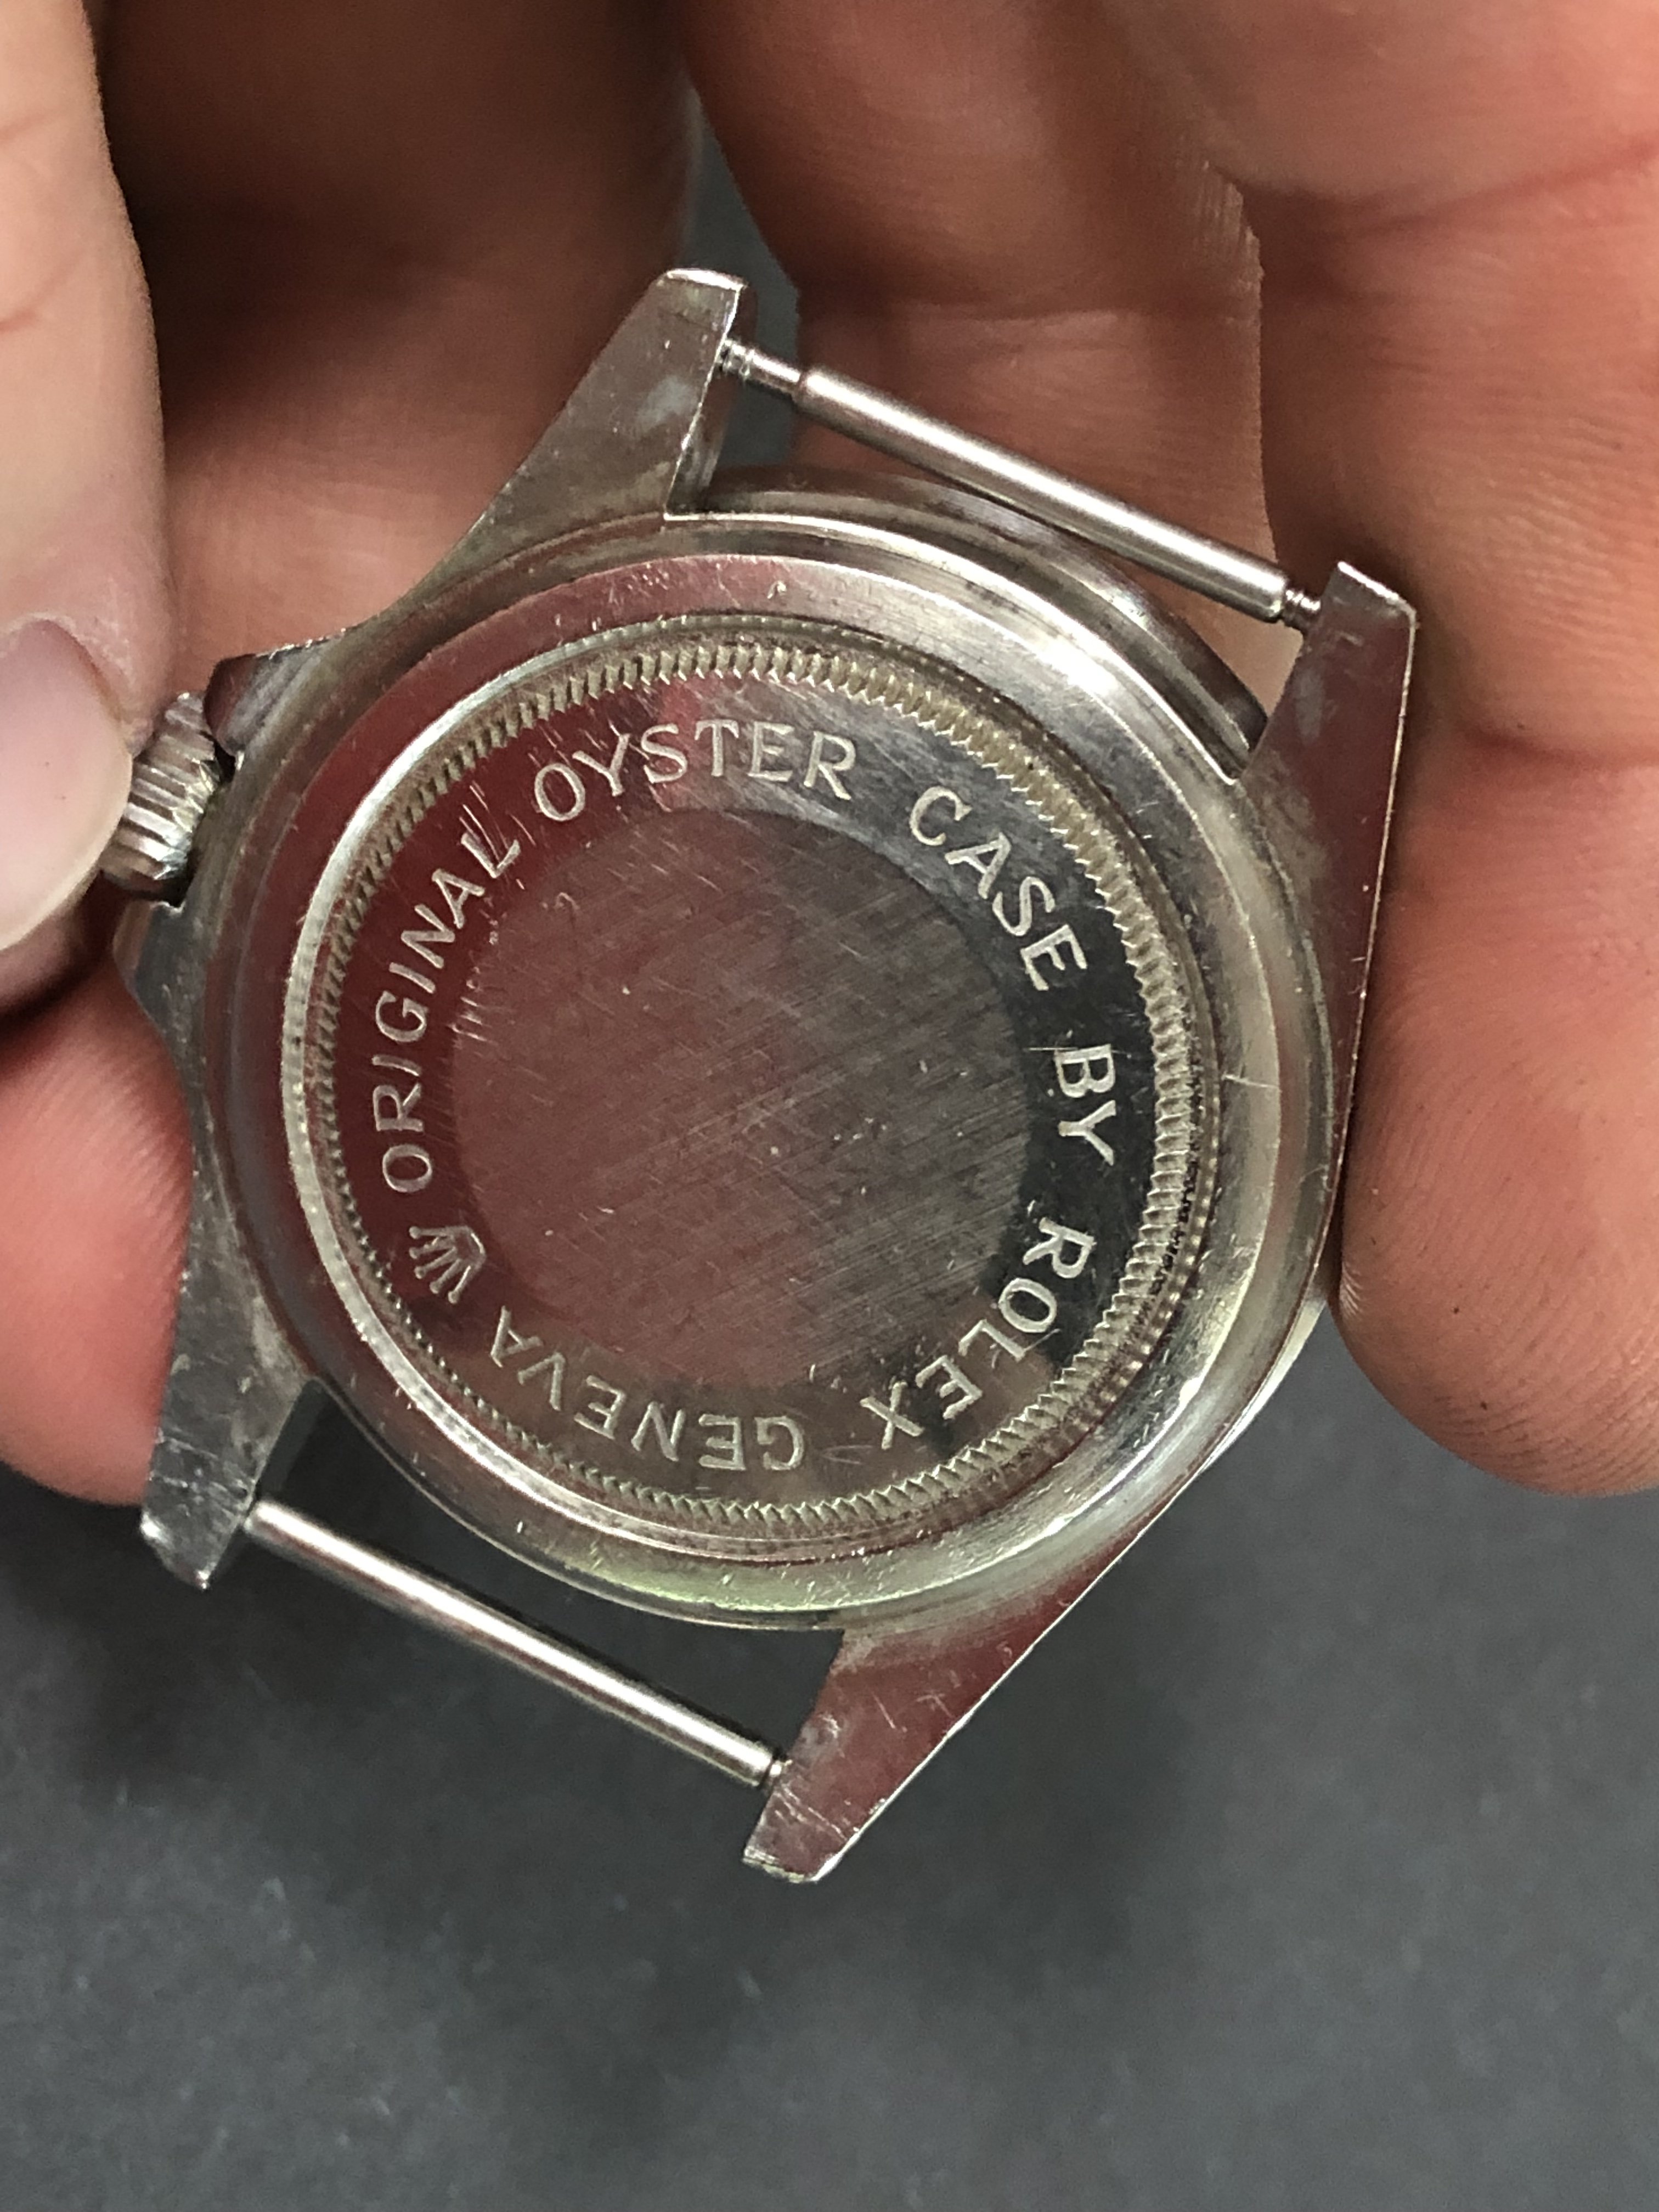 ORIGINAL OYSTER CASE BY ROLEX GENEVA